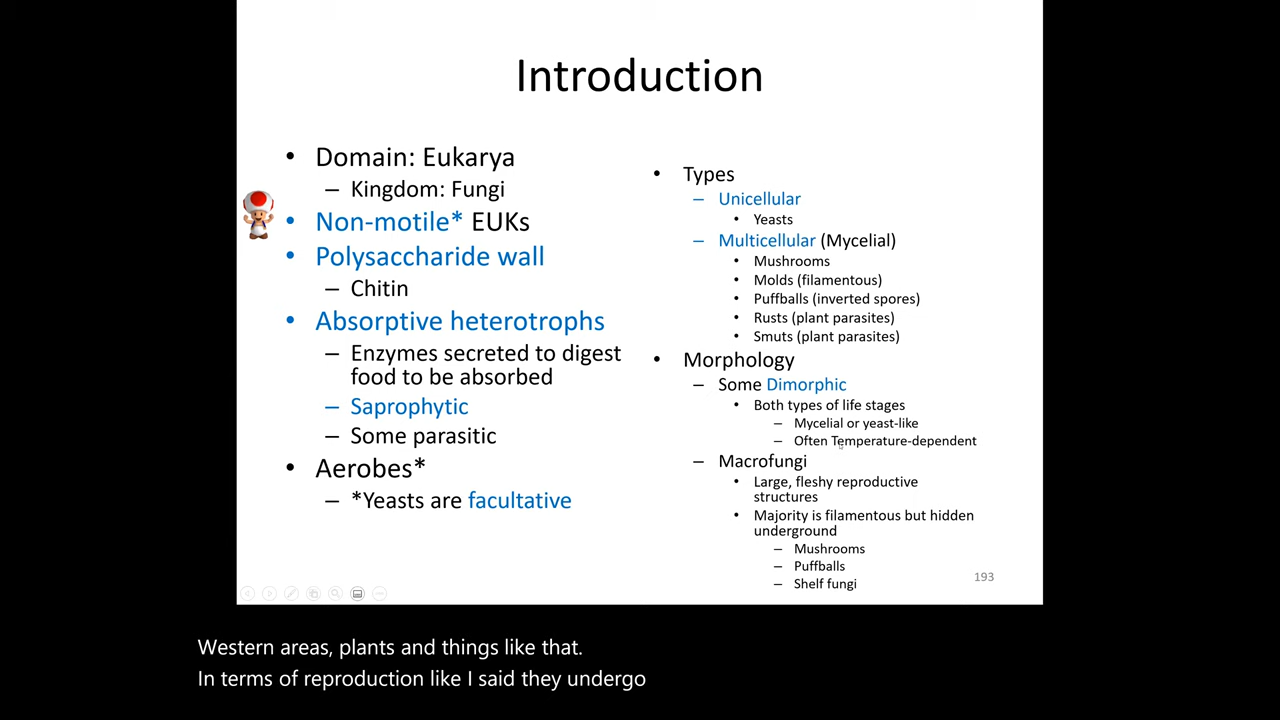 Introduction
• Domain: Eukarya
– Kingdom: Fungi
• Non-motile* EUKs
• Polysaccharide wall
– Chitin
• Absorptive heterotrophs
– Enzymes secreted to digest
food to be absorbed
– Saprophytic
– Some parasitic
• Aerobes*
– *Yeasts are facultative
• Types
– Unicellular
• Yeasts
– Multicellular (Mycelial)
• Mushrooms
• Molds (filamentous)
• Puffballs (inverted spores)
• Rusts (plant parasites)
• Smuts (plant parasites)
• Morphology
– Some Dimorphic
• Both types of life stages
– Mycelial or yeast-like
– Often Temperature-dependent
– Macrofungi
• Large, fleshy reproductive
structures
• Majority is filamentous but hidden
underground
– Mushrooms
– Puffballs
– Shelf fungi
193
Western areas, plants and things like that.
In terms of reproduction like I said they undergo